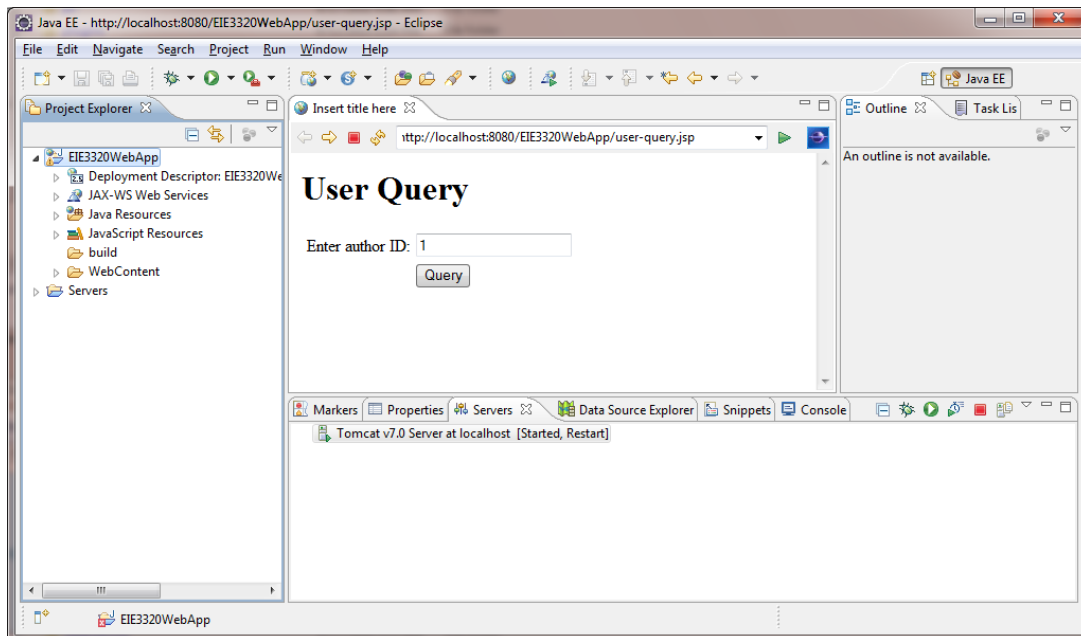 Java EE - http://localhost:8080/EIE3320WebApp/user-query.jsp - Eclipse
File Edit Navigate Search Project Run Window Help
Java EE
Project Explorer
EIE3320WebApp
Deployment Descriptor: EIE3320We
JAX-WS Web Services
Java Resources
JavaScript Resources
build
WebContent
Servers
Insert title here
http://localhost:8080/EIE3320WebApp/user-query.jsp
User Query
Enter author ID: 1
Query
Outline Task Lis
An outline is not available.
Markers Properties Servers Data Source Explorer Snippets Console
Tomcat v7.0 Server at localhost [Started, Restart]
EIE3320WebApp